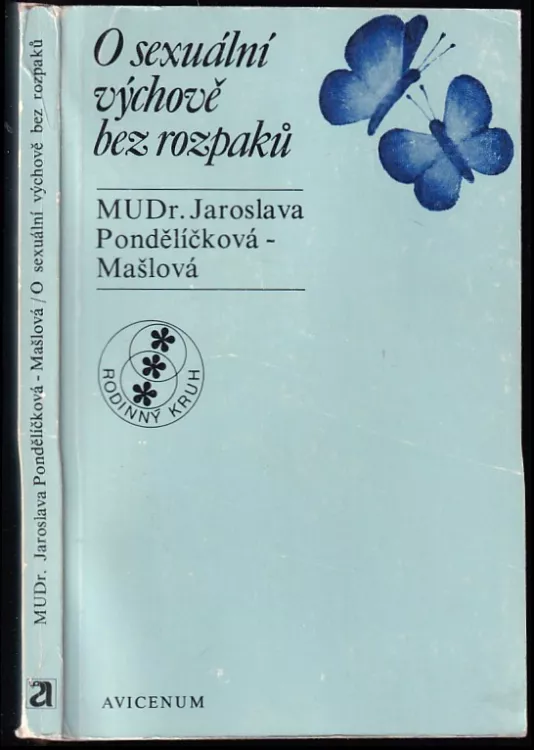 O sexuální
výchově
bez rozpaků
MUDr. Jaroslava
Pondělíčková -
Mašlová
RODINNÝ KRUH
AVICENUM
MUDr. Jaroslava Pondělíčková - Mašlová / O sexuální výchově bez rozpaků
a